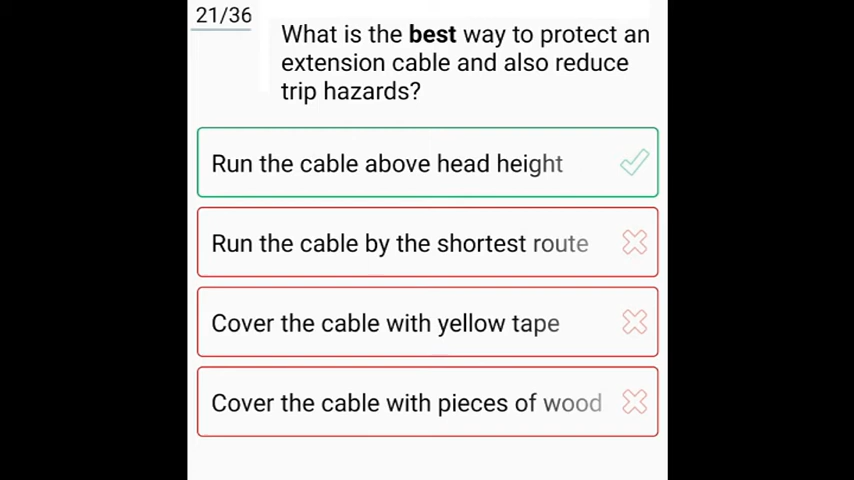 21/36
What is the best way to protect an
extension cable and also reduce
trip hazards?
Run the cable above head height
Run the cable by the shortest route
Cover the cable with yellow tape
Cover the cable with pieces of wood